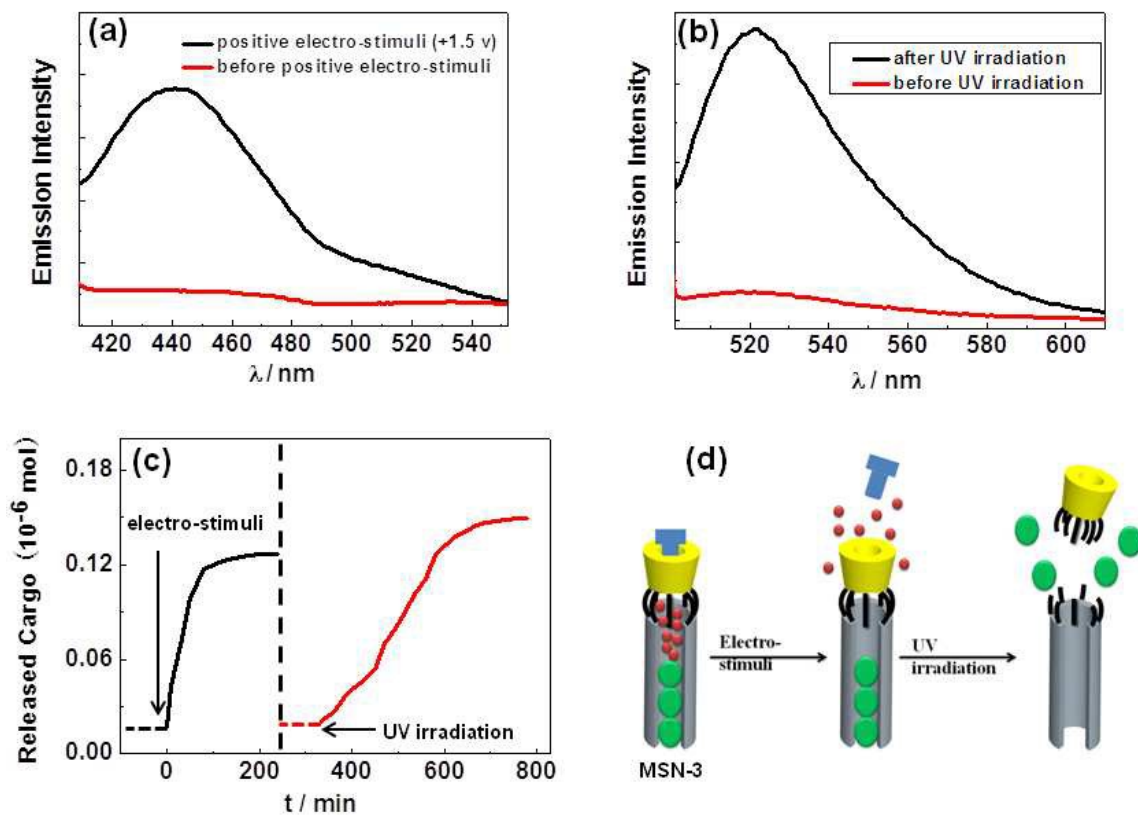 (a)
positive electro-stimuli (+1.5 v)
before positive electro-stimuli
Emission Intensity
420 440 460 480 500 520 540
λ / nm
(b)
after UV irradiation
before UV irradiation
Emission Intensity
520 540 560 580 600
λ / nm
(c)
Released Cargo (10⁻⁶ mol)
0.18
0.12
0.06
0.00
electro-stimuli
UV irradiation
0 200 400 600 800
t / min
(d)
Electro-
stimuli
UV
irradiation
MSN-3